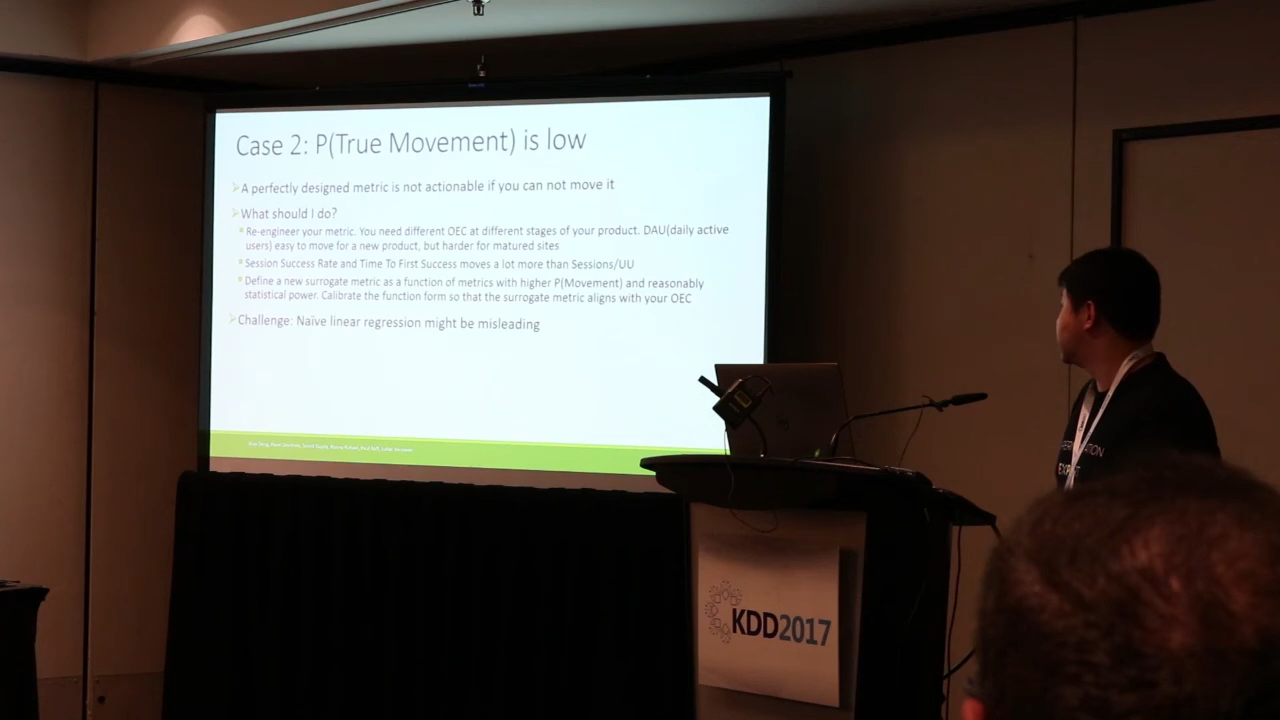 Case 2: P(True Movement) is low
A perfectly designed metric is not actionable if you can not move it
What should I do?
Re-engineer your metric. You need different OEC at different stages of your product. DAU(daily active
users) easy to move for a new product, but harder for matured sites
Session Success Rate and Time To First Success moves a lot more than Sessions/UU
Define a new surrogate metric as a function of metrics with higher P(Movement) and reasonably
statistical power. Calibrate the function form so that the surrogate metric aligns with your OEC
Challenge: Naïve linear regression might be misleading
KDD2017